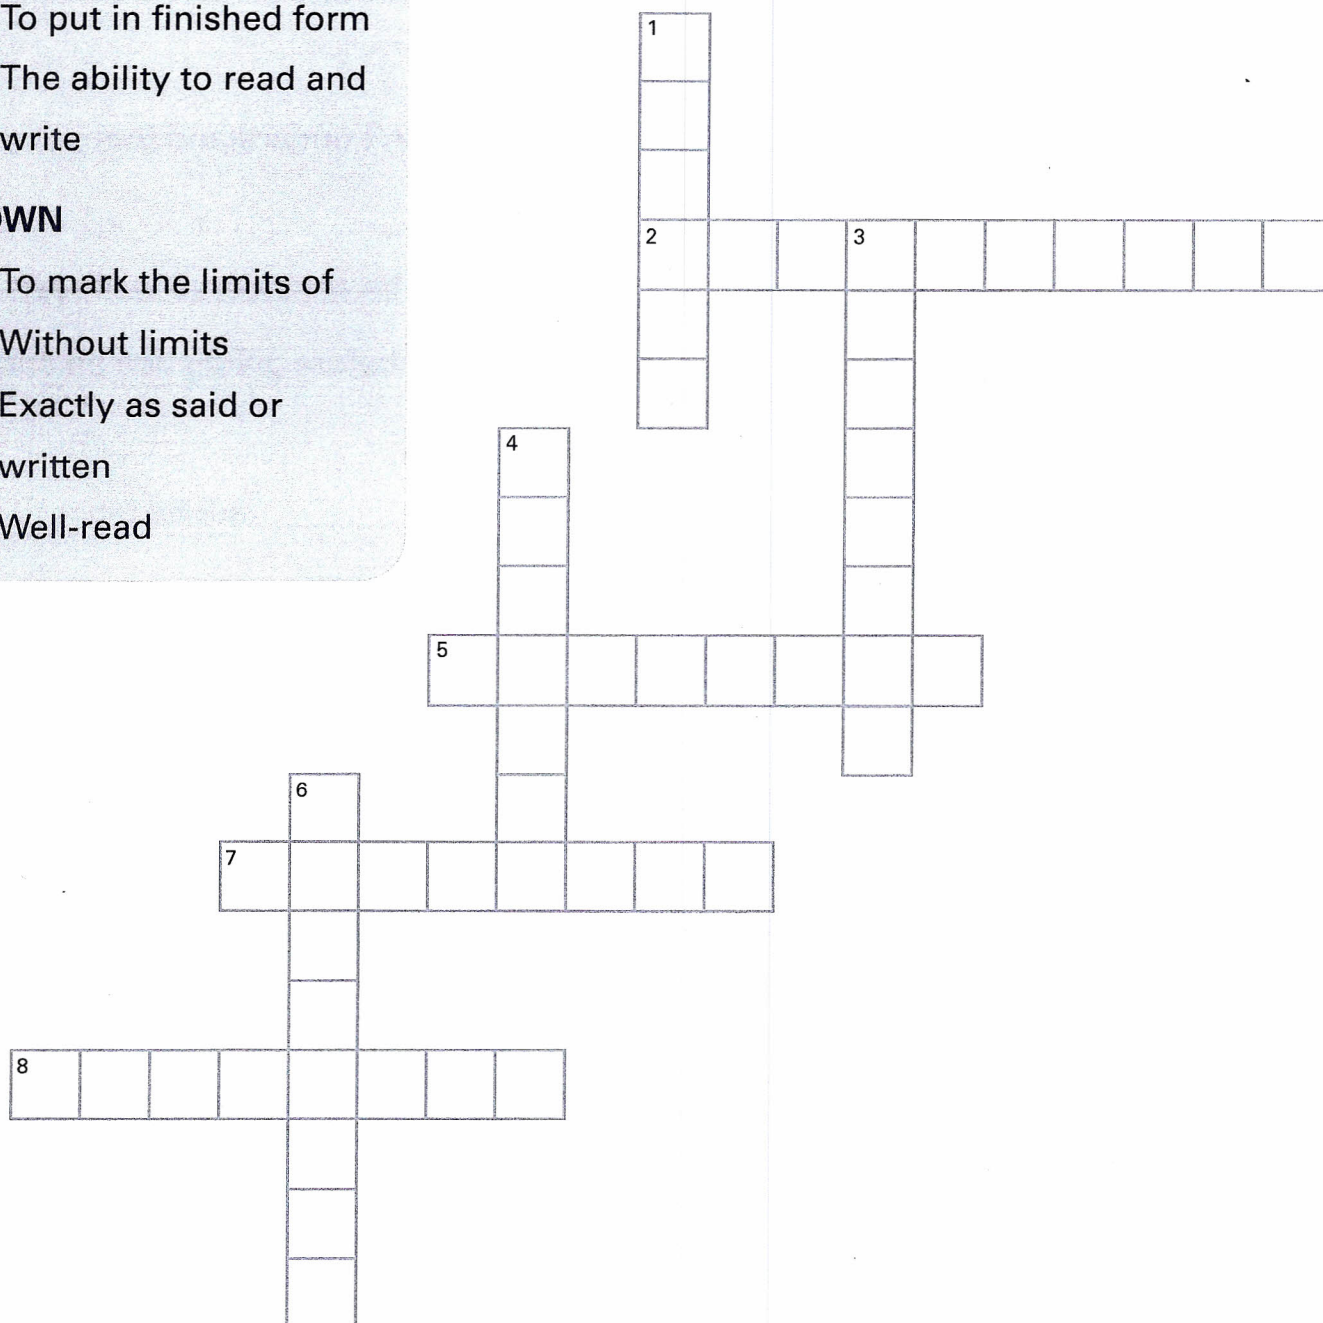 To put in finished form
The ability to read and
write
OWN
To mark the limits of
Without limits
Exactly as said or
written
Well-read
1
2 3
4
5
6
7
8